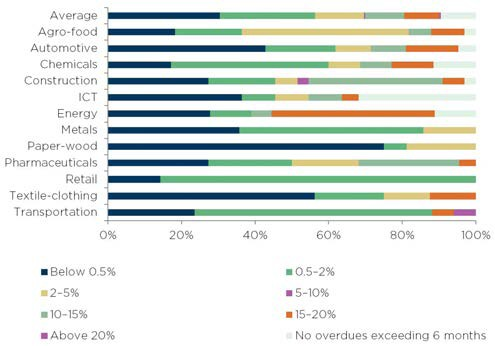 Average
Agro-food
Automotive
Chemicals
Construction
ICT
Energy
Metals
Paper-wood
Pharmaceuticals
Retail
Textile-clothing
Transportation
0% 20% 40% 60% 80% 100%
Below 0.5% 0.5–2%
2–5% 5–10%
10–15% 15–20%
Above 20% No overdues exceeding 6 months